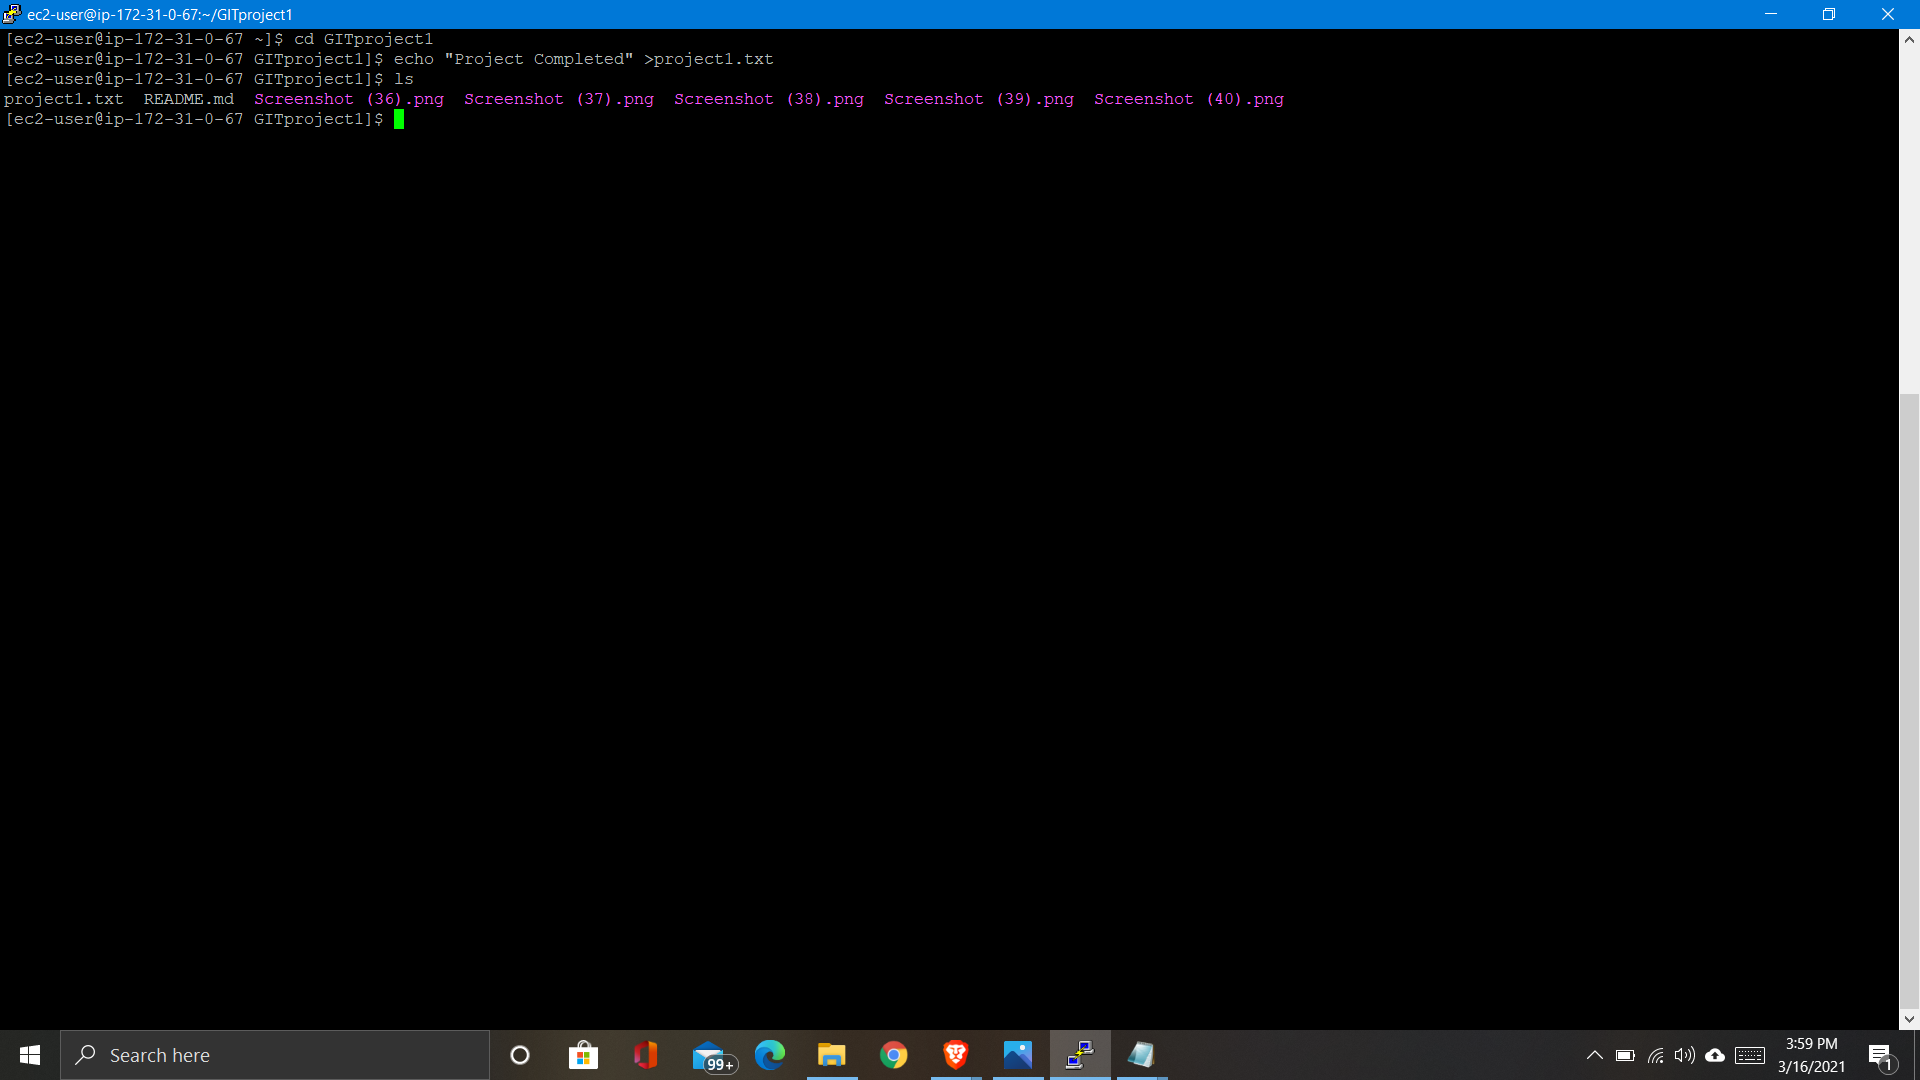 ec2-user@ip-172-31-0-67:~/GITproject1
[ec2-user@ip-172-31-0-67 ~]$ cd GITproject1
[ec2-user@ip-172-31-0-67 GITproject1]$ echo "Project Completed" >project1.txt
[ec2-user@ip-172-31-0-67 GITproject1]$ ls
project1.txt  README.md  Screenshot (36).png  Screenshot (37).png  Screenshot (38).png  Screenshot (39).png  Screenshot (40).png
[ec2-user@ip-172-31-0-67 GITproject1]$
Search here
99+
3:59 PM
3/16/2021
1